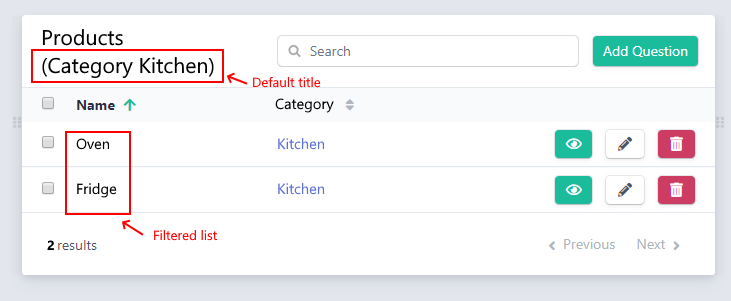 Products
(Category Kitchen)
Search
Add Question
Default title
Name
Category
Oven
Kitchen
Fridge
Kitchen
Filtered list
2 results
Previous
Next